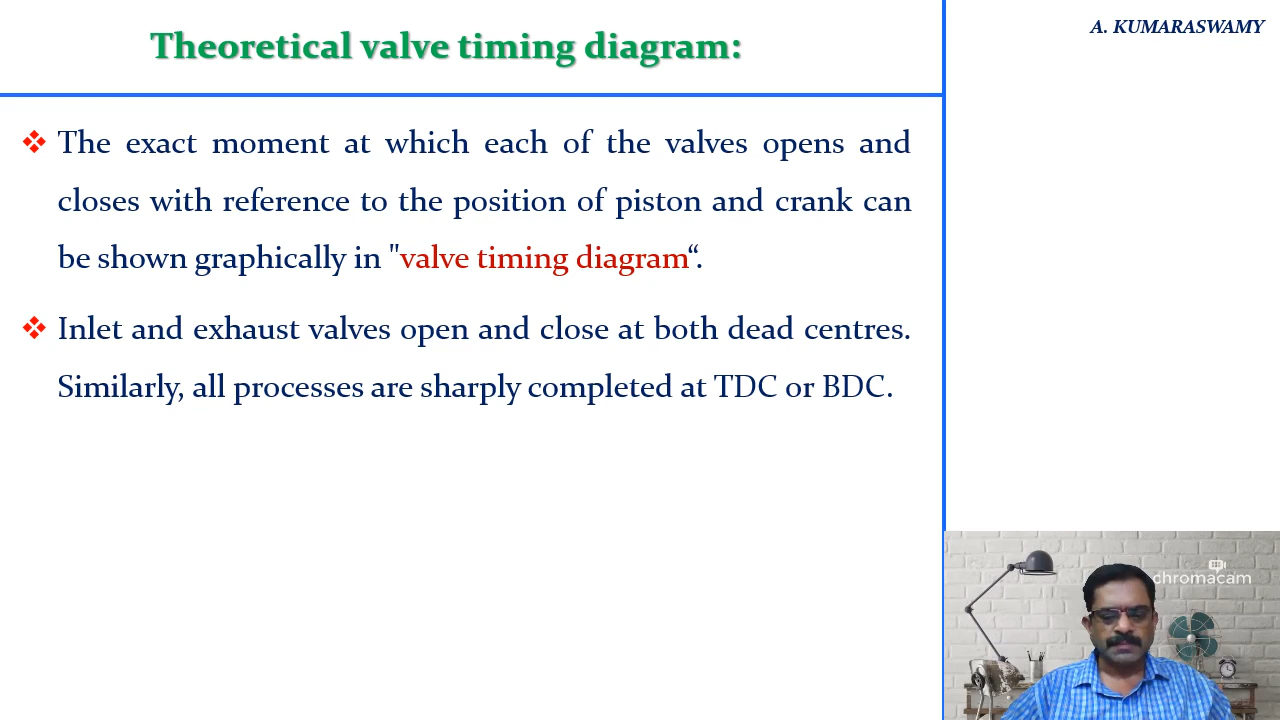 Theoretical valve timing diagram:
A. KUMARASWAMY
The exact moment at which each of the valves opens and
closes with reference to the position of piston and crank can
be shown graphically in "valve timing diagram“.
Inlet and exhaust valves open and close at both dead centres.
Similarly, all processes are sharply completed at TDC or BDC.
chromacam